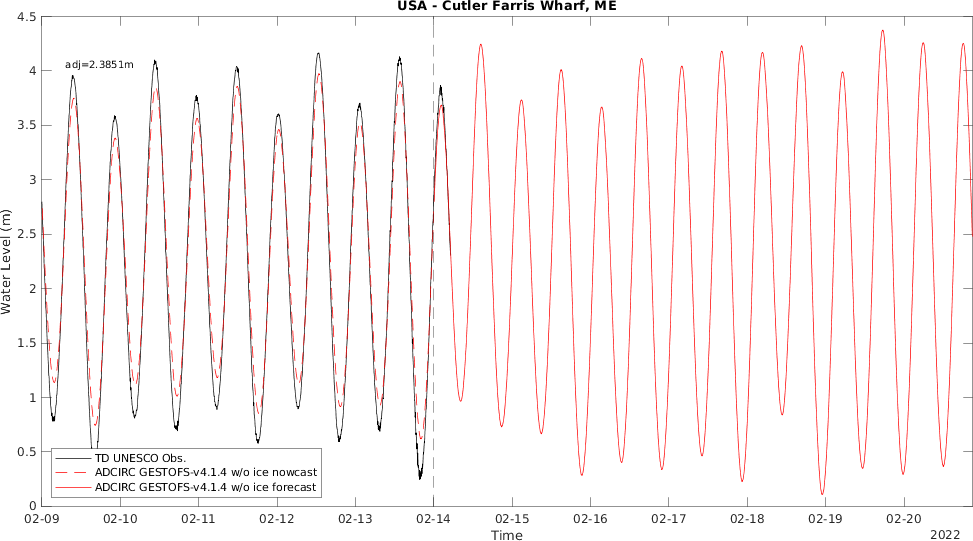 USA - Cutler Farris Wharf, ME
adj=2.3851m
Water Level (m)
4.5
4
3.5
3
2.5
2
1.5
1
0.5
0
TD UNESCO Obs.
ADCIRC GESTOFS-v4.1.4 w/o ice nowcast
ADCIRC GESTOFS-v4.1.4 w/o ice forecast
02-09 02-10 02-11 02-12 02-13 02-14 02-15 02-16 02-17 02-18 02-19 02-20
Time
2022